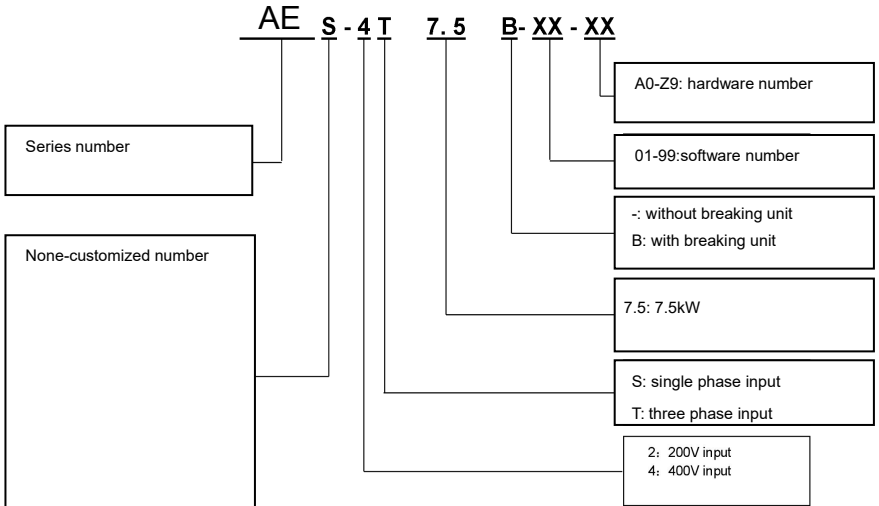 AE S - 4 T 7. 5 B- XX - XX
A0-Z9: hardware number
Series number
01-99:software number
-: without breaking unit
B: with breaking unit
None-customized number
7.5: 7.5kW
S: single phase input
T: three phase input
2：200V input
4：400V input